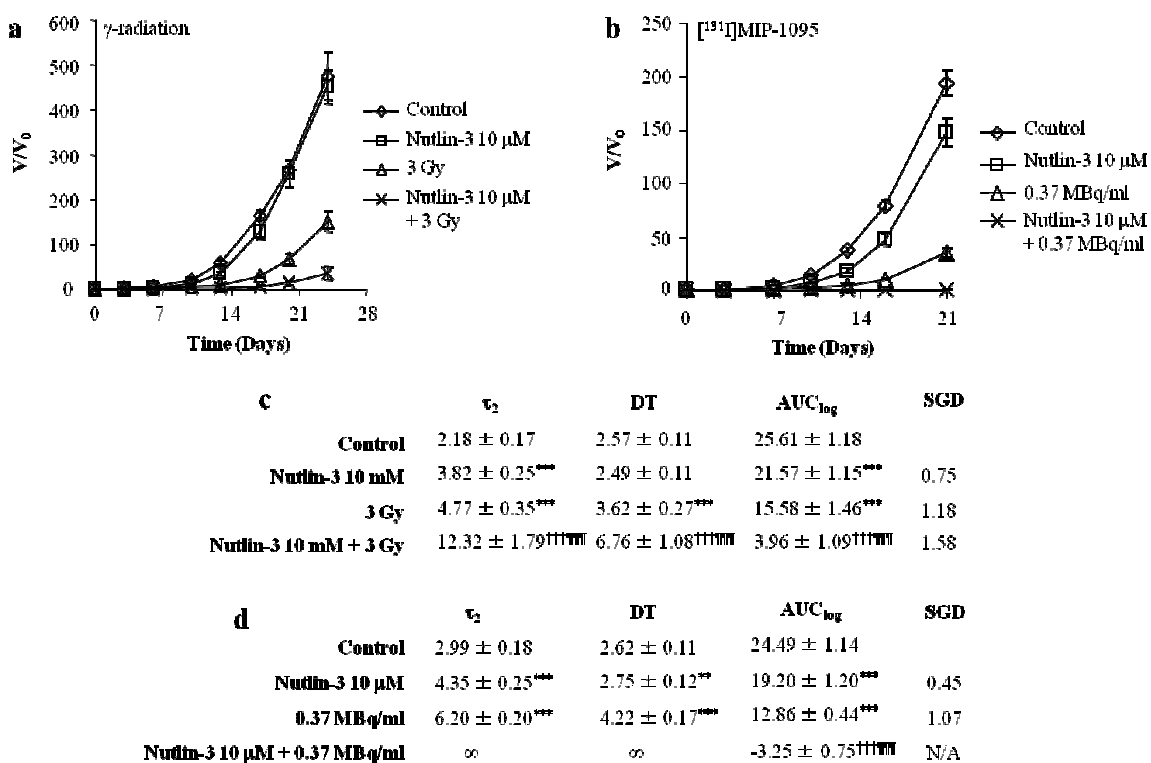 a
γ-radiation
600
500
400
300
200
100
0
V/V₀
0 7 14 21 28
Time (Days)
Control
Nutlin-3 10 μM
3 Gy
Nutlin-3 10 μM
+ 3 Gy
b
[¹³¹I]MIP-1095
250
200
150
100
50
0
V/V₀
0 7 14 21
Time (Days)
Control
Nutlin-3 10 μM
0.37 MBq/ml
Nutlin-3 10 μM
+ 0.37 MBq/ml
c
τ₂ DT AUClog SGD
Control 2.18 ± 0.17 2.57 ± 0.11 25.61 ± 1.18
Nutlin-3 10 mM 3.82 ± 0.25*** 2.49 ± 0.11 21.57 ± 1.15*** 0.75
3 Gy 4.77 ± 0.35*** 3.62 ± 0.27*** 15.58 ± 1.46*** 1.18
Nutlin-3 10 mM + 3 Gy 12.32 ± 1.79†††¶¶¶ 6.76 ± 1.08†††¶¶¶ 3.96 ± 1.09†††¶¶¶ 1.58
d
τ₂ DT AUClog SGD
Control 2.99 ± 0.18 2.62 ± 0.11 24.49 ± 1.14
Nutlin-3 10 μM 4.35 ± 0.25*** 2.75 ± 0.12** 19.20 ± 1.20*** 0.45
0.37 MBq/ml 6.20 ± 0.20*** 4.22 ± 0.17*** 12.86 ± 0.44*** 1.07
Nutlin-3 10 μM + 0.37 MBq/ml ∞ ∞ -3.25 ± 0.75†††¶¶¶ N/A